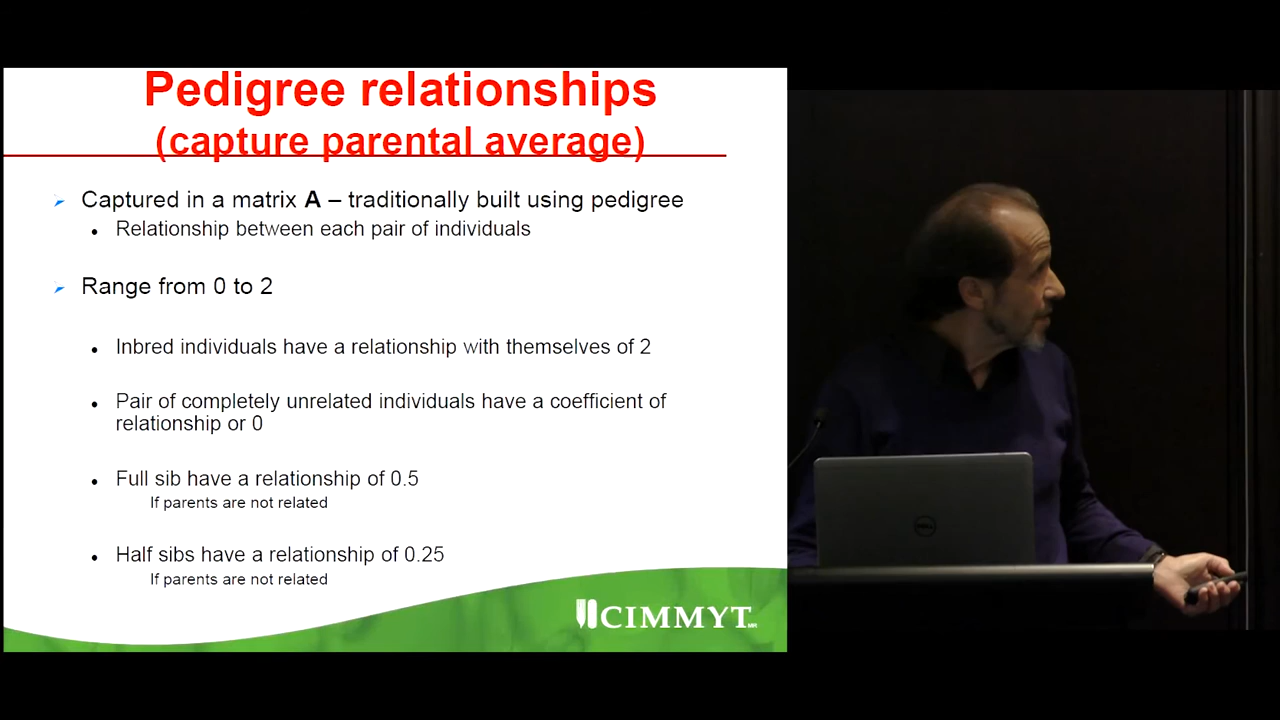 Pedigree relationships
(capture parental average)
Captured in a matrix A – traditionally built using pedigree
Relationship between each pair of individuals
Range from 0 to 2
Inbred individuals have a relationship with themselves of 2
Pair of completely unrelated individuals have a coefficient of
relationship or 0
Full sib have a relationship of 0.5
If parents are not related
Half sibs have a relationship of 0.25
If parents are not related
CIMMYT
MR
DELL